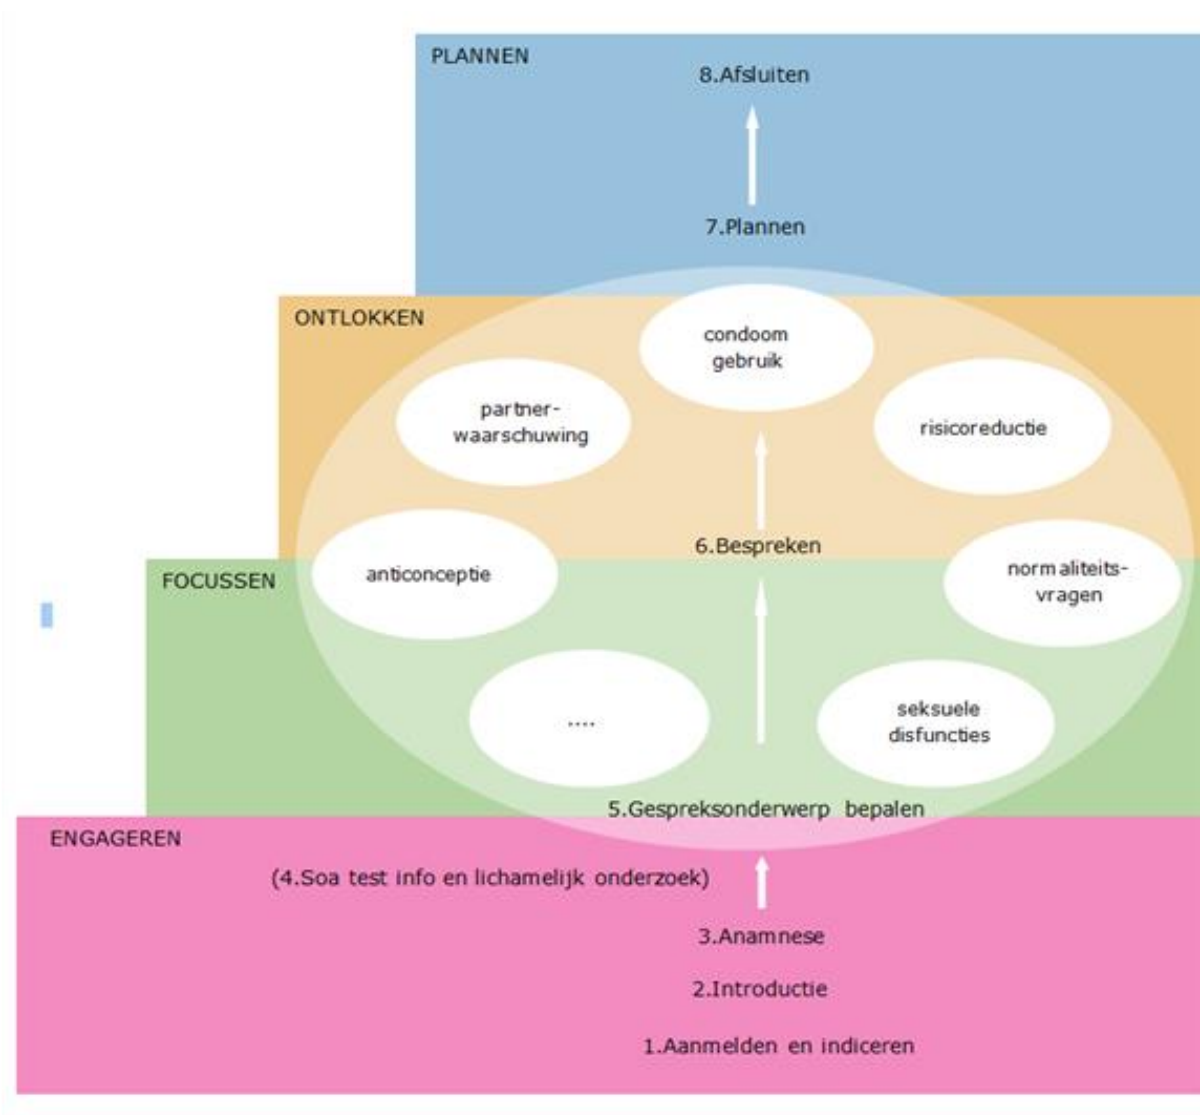 PLANNEN
8.Afsluiten
7.Plannen
ONTLOKKEN
condoom
gebruik
partner-
waarschuwing
risicoreductie
6.Bespreken
FOCUSSEN
anticonceptie
normaliteits-
vragen
....
seksuele
disfuncties
5.Gespreksonderwerp bepalen
ENGAGEREN
(4.Soa test info en lichamelijk onderzoek)
3.Anamnese
2.Introductie
1.Aanmelden en indiceren